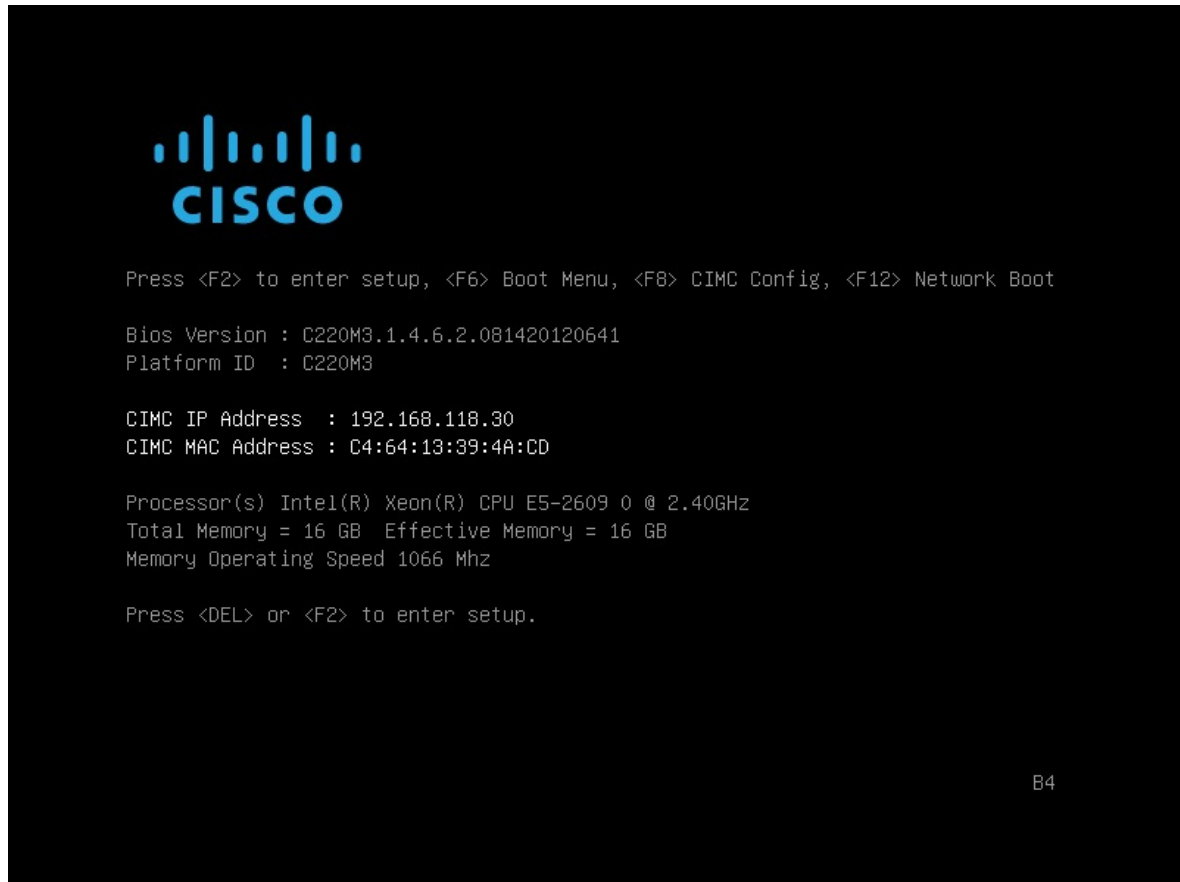 CISCO
Press <F2> to enter setup, <F6> Boot Menu, <F8> CIMC Config, <F12> Network Boot
Bios Version : C220M3.1.4.6.2.081420120641
Platform ID : C220M3
CIMC IP Address : 192.168.118.30
CIMC MAC Address : C4:64:13:39:4A:CD
Processor(s) Intel(R) Xeon(R) CPU E5-2609 0 @ 2.40GHz
Total Memory = 16 GB Effective Memory = 16 GB
Memory Operating Speed 1066 Mhz
Press <DEL> or <F2> to enter setup.
B4